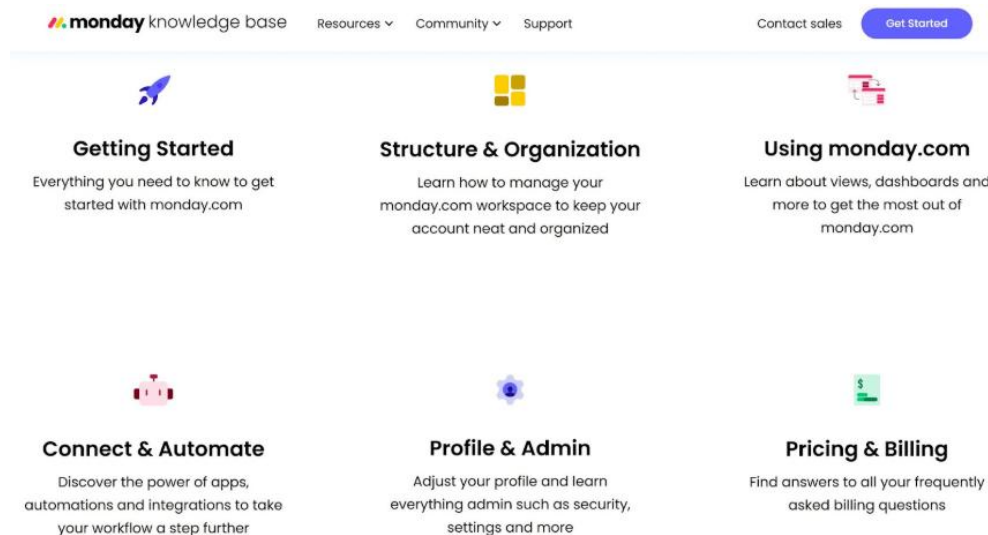 monday knowledge base
Resources
Community
Support
Contact sales
Get Started
Getting Started
Everything you need to know to get
started with monday.com
Structure & Organization
Learn how to manage your
monday.com workspace to keep your
account neat and organized
Using monday.com
Learn about views, dashboards and
more to get the most out of
monday.com
Connect & Automate
Discover the power of apps,
automations and integrations to take
your workflow a step further
Profile & Admin
Adjust your profile and learn
everything admin such as security,
settings and more
$
Pricing & Billing
Find answers to all your frequently
asked billing questions